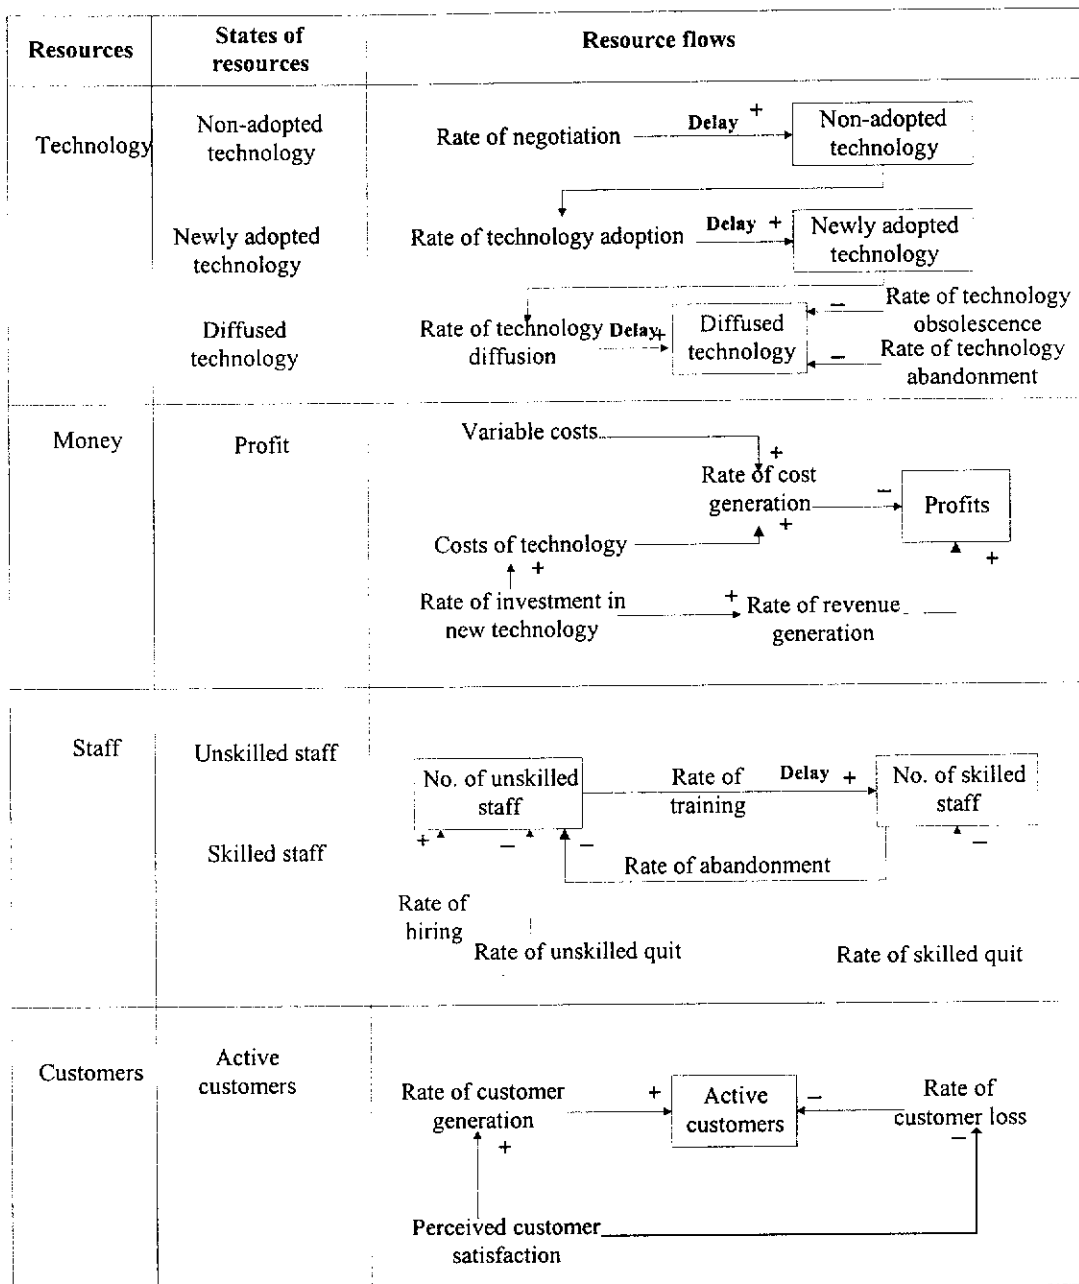 Resources
States of
resources
Resource flows
Technology
Non-adopted
technology
Rate of negotiation
Delay +
Non-adopted
technology
Newly adopted
technology
Rate of technology adoption
Delay +
Newly adopted
technology
Diffused
technology
Rate of technology
diffusion
Delay+
Diffused
technology
−
Rate of technology
obsolescence
−
Rate of technology
abandonment
Money
Profit
Variable costs
+
Rate of cost
generation
−
Profits
+
Costs of technology
+
+
Rate of investment in
new technology
+
Rate of revenue
generation
Staff
Unskilled staff
No. of unskilled
staff
Rate of
training
Delay +
No. of skilled
staff
Skilled staff
+
−
−
Rate of abandonment
−
Rate of
hiring
Rate of unskilled quit
Rate of skilled quit
Customers
Active
customers
Rate of customer
generation
+
Active
customers
−
Rate of
customer loss
+
−
Perceived customer
satisfaction